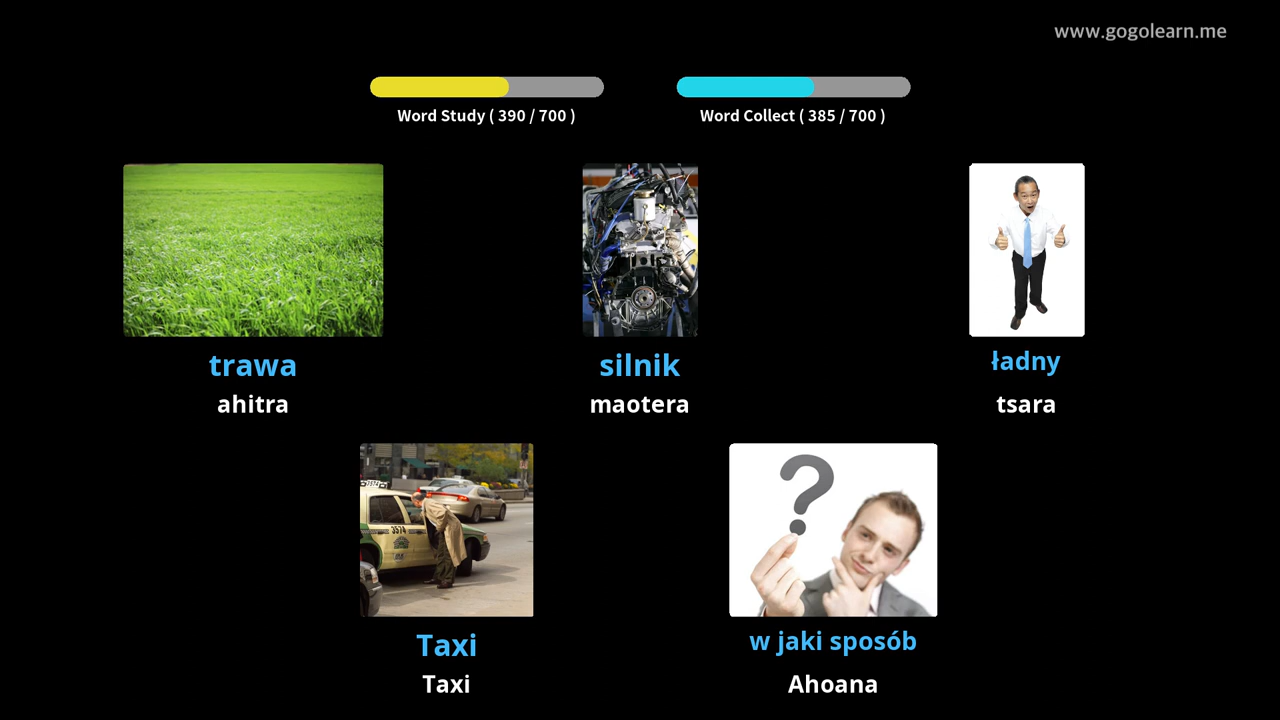 www.gogolearn.me
Word Study ( 390 / 700 )
Word Collect ( 385 / 700 )
trawa
ahitra
silnik
maotera
ładny
tsara
3574
Taxi
Taxi
w jaki sposób
Ahoana